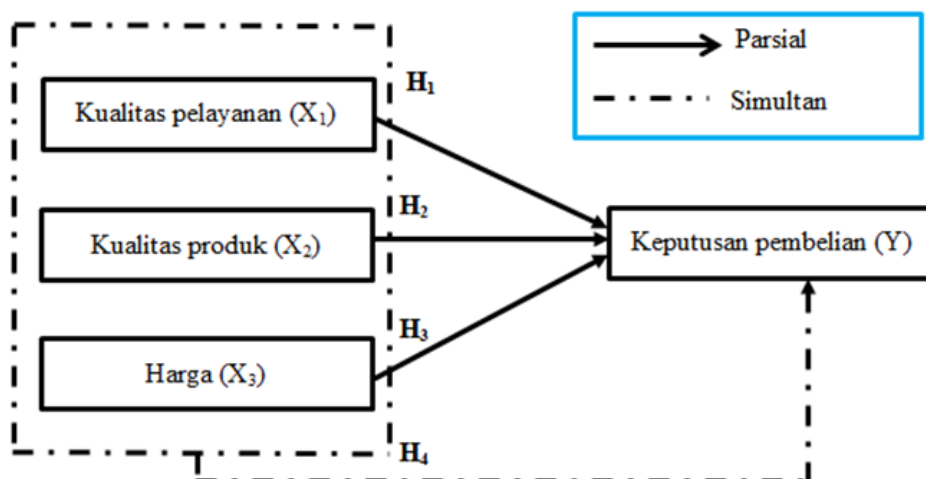 Parsial
Simultan
H₁
Kualitas pelayanan (X₁)
H₂
Kualitas produk (X₂)
Keputusan pembelian (Y)
H₃
Harga (X₃)
H₄